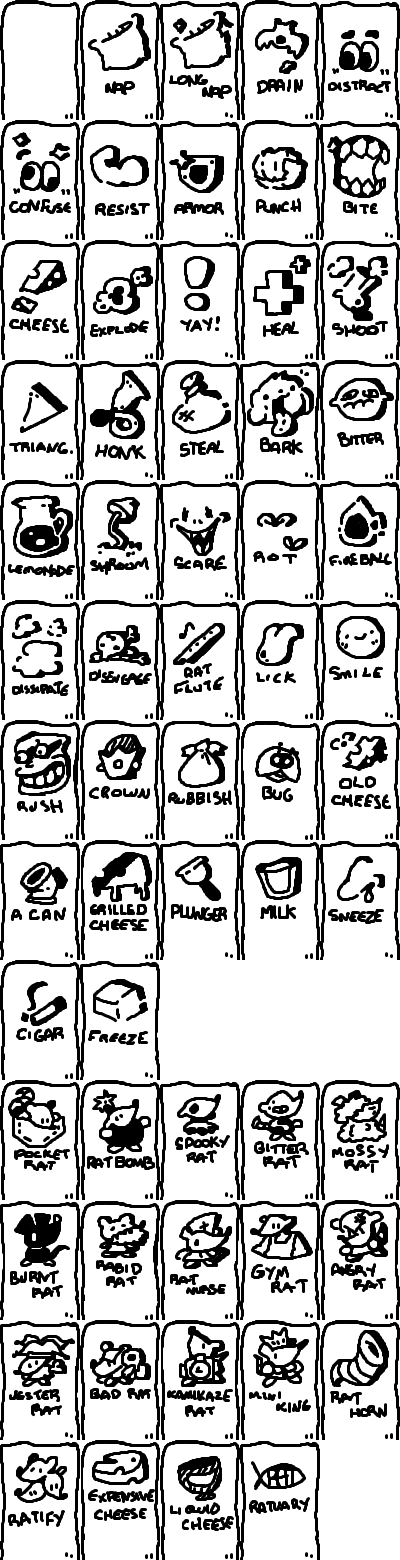 NAP
LONG NAP
DRAIN
DISTRACT
CONFUSE
RESIST
ARMOR
PUNCH
BITE
CHEESE
EXPLODE
YAY!
HEAL
SHOOT
TRIANG.
HONK
STEAL
BARK
BITTER
LEMONADE
SHROOM
SCARE
ROT
FIREBALL
DISSIPATE
DISENGAGE
RAT
FLUTE
LICK
SMILE
RUSH
CROWN
RUBBISH
BUG
OLD
CHEESE
A CAN
GRILLED
CHEESE
PLUNGER
MILK
SNEEZE
CIGAR
FREEZE
POCKET
RAT
RAT BOMB
SPOOKY
RAT
BITTER
RAT
MOSSY
RAT
BURNT
RAT
RABID
RAT
RAT
NURSE
GYM
RAT
ANGRY
RAT
JESTER
RAT
BAD RAT
KAMIKAZE
RAT
MINI
KING
RAT
HORN
RATIFY
EXPENSIVE
CHEESE
LIQUID
CHEESE
RATUARY